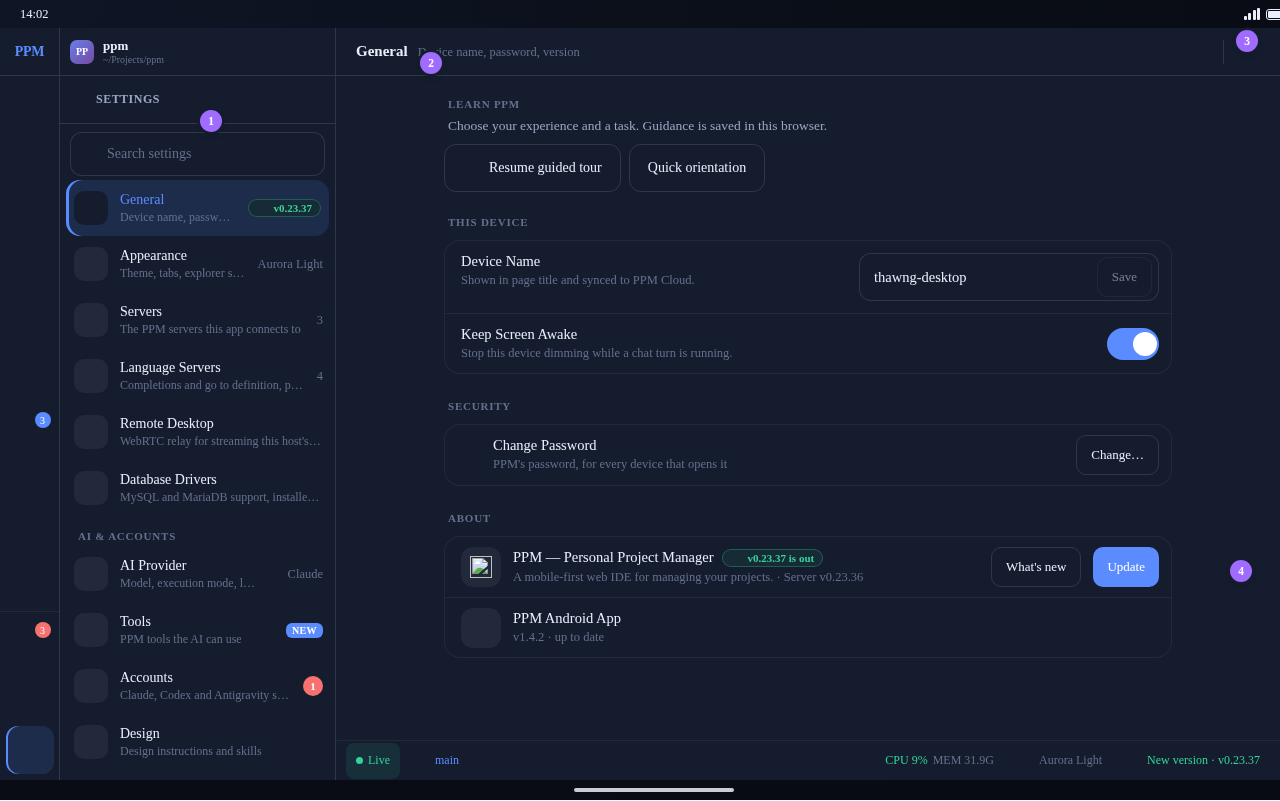 14:02
PPM
PP
ppm
~/Projects/ppm
SETTINGS
1
Search settings
General
Device name, passw…
v0.23.37
Appearance
Theme, tabs, explorer s…
Aurora Light
Servers
The PPM servers this app connects to
3
Language Servers
Completions and go to definition, p…
4
Remote Desktop
WebRTC relay for streaming this host's…
3
Database Drivers
MySQL and MariaDB support, installe…
AI & ACCOUNTS
AI Provider
Model, execution mode, l…
Claude
Tools
PPM tools the AI can use
NEW
3
Accounts
Claude, Codex and Antigravity s…
1
Design
Design instructions and skills
General
Device name, password, version
2
3
LEARN PPM
Choose your experience and a task. Guidance is saved in this browser.
Resume guided tour
Quick orientation
THIS DEVICE
Device Name
Shown in page title and synced to PPM Cloud.
thawng-desktop
Save
Keep Screen Awake
Stop this device dimming while a chat turn is running.
SECURITY
Change Password
PPM's password, for every device that opens it
Change…
ABOUT
PPM — Personal Project Manager
v0.23.37 is out
A mobile-first web IDE for managing your projects. · Server v0.23.36
What's new
Update
4
PPM Android App
v1.4.2 · up to date
Live
main
CPU 9% MEM 31.9G
Aurora Light
New version · v0.23.37